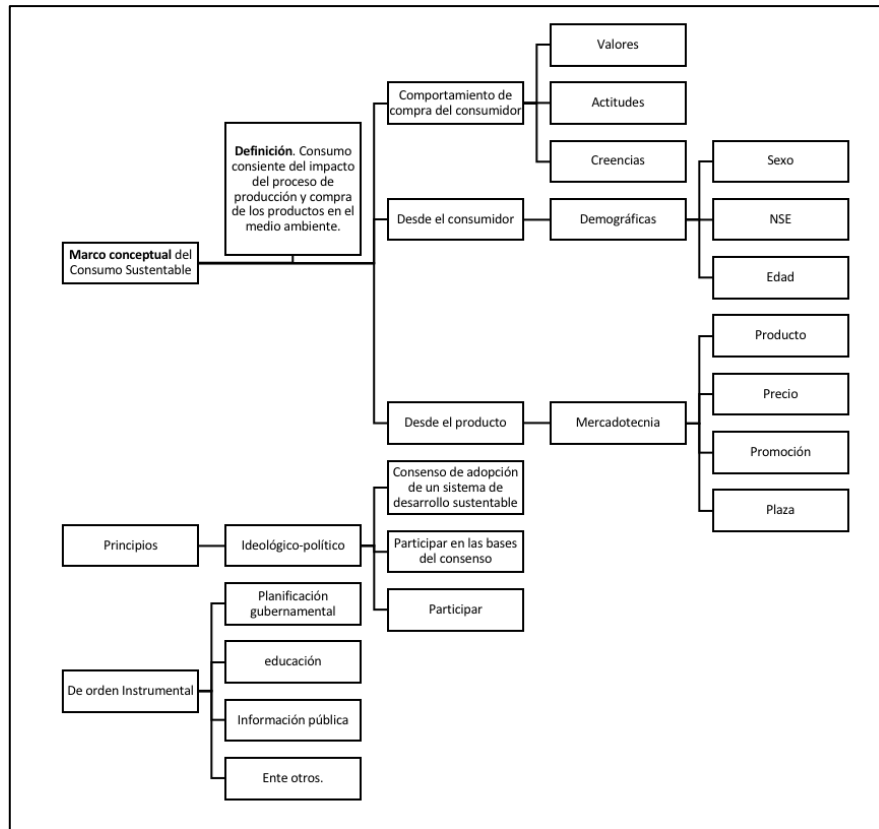 Marco conceptual del
Consumo Sustentable
Definición. Consumo
consiente del impacto
del proceso de
producción y compra
de los productos en el
medio ambiente.
Comportamiento de
compra del consumidor
Valores
Actitudes
Creencias
Desde el consumidor
Demográficas
Sexo
NSE
Edad
Desde el producto
Mercadotecnia
Producto
Precio
Promoción
Plaza
Principios
Ideológico-político
Consenso de adopción
de un sistema de
desarrollo sustentable
Participar en las bases
del consenso
Participar
De orden Instrumental
Planificación
gubernamental
educación
Información pública
Ente otros.